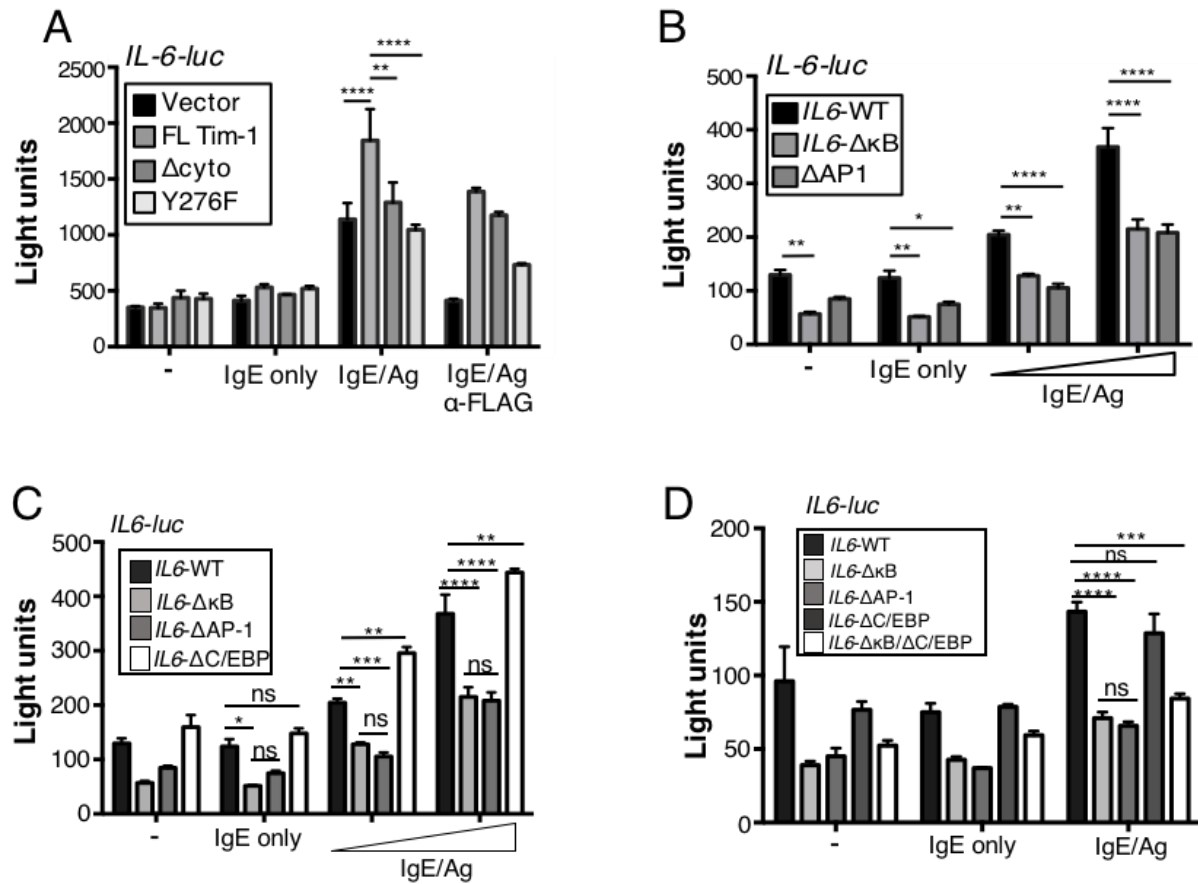 A
IL-6-luc
2500
2000
1500
1000
500
0
Light units
Vector
FL Tim-1
Δcyto
Y276F
****
**
****
-
IgE only
IgE/Ag
IgE/Ag
α-FLAG
B
IL-6-luc
500
400
300
200
100
0
Light units
IL6-WT
IL6-ΔκB
ΔAP1
**
*
**
****
**
****
****
-
IgE only
IgE/Ag
C
IL6-luc
500
400
300
200
100
0
Light units
IL6-WT
IL6-ΔκB
IL6-ΔAP-1
IL6-ΔC/EBP
ns
*
ns
**
***
**
ns
**
****
****
ns
-
IgE only
IgE/Ag
D
IL6-luc
200
150
100
50
0
Light units
IL6-WT
IL6-ΔκB
IL6-ΔAP-1
IL6-ΔC/EBP
IL6-ΔκB/ΔC/EBP
***
ns
****
****
ns
-
IgE only
IgE/Ag